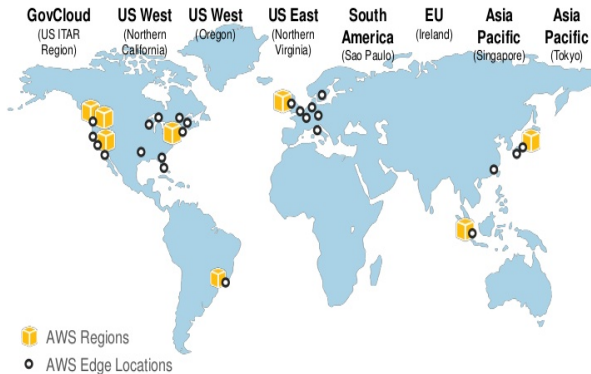 GovCloud
(US ITAR
Region)
US West
(Northern
California)
US West
(Oregon)
US East
(Northern
Virginia)
South
America
(Sao Paulo)
EU
(Ireland)
Asia
Pacific
(Singapore)
Asia
Pacific
(Tokyo)
AWS Regions
AWS Edge Locations